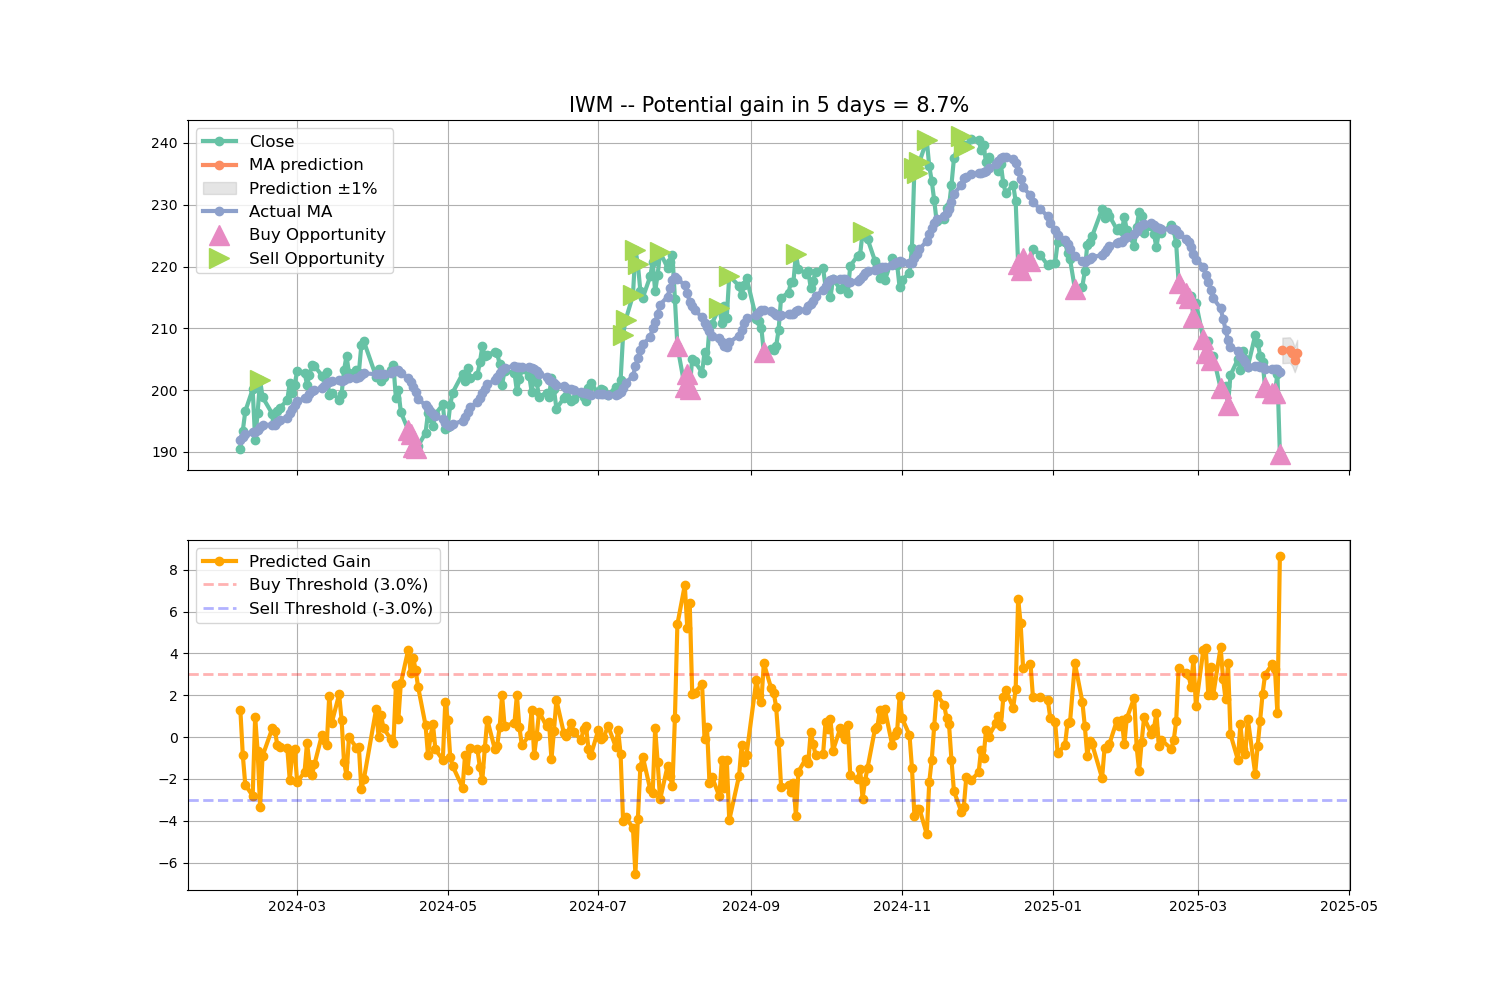 IWM -- Potential gain in 5 days = 8.7%
240
230
220
210
200
190
Close
MA prediction
Prediction ±1%
Actual MA
Buy Opportunity
Sell Opportunity
8
6
4
2
0
−2
−4
−6
Predicted Gain
Buy Threshold (3.0%)
Sell Threshold (-3.0%)
2024-03 2024-05 2024-07 2024-09 2024-11 2025-01 2025-03 2025-05